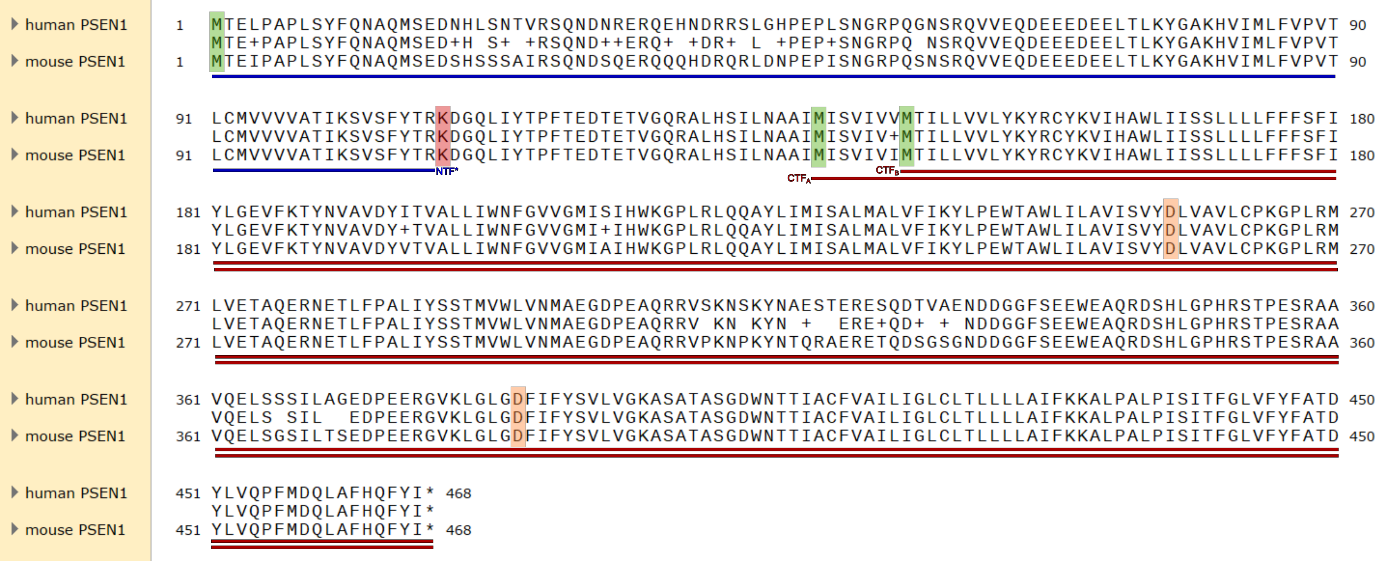 human PSEN1 1 MTELPAPLSYFQNAQMSEDNHLSNTVRSQNDNRERQEHNDRRSLGHPEPLSNGRPQGNSRQVVEQDEEEDEELTLKYGAKHVIMLFVPVT 90
MTE+PAPLSYFQNAQMSED+H S+ +RSQND++ERQ+ +DR+ L +PEP+SNGRPQ NSRQVVEQDEEEDEELTLKYGAKHVIMLFVPVT
mouse PSEN1 1 MTEIPAPLSYFQNAQMSEDSHSSSAIRSQNDSQERQQQHDRQRLDNPEPISNGRPQSNSRQVVEQDEEEDEELTLKYGAKHVIMLFVPVT 90
human PSEN1 91 LCMVVVVATIKSVSFYTRKDGQLIYTPFTEDTETVGQRALHSILNAAIMISVIVVMTILLVVLYKYRCYKVIHAWLIISSLLLLFFFSFI 180
LCMVVVVATIKSVSFYTRKDGQLIYTPFTEDTETVGQRALHSILNAAIMISVIV+MTILLVVLYKYRCYKVIHAWLIISSLLLLFFFSFI
mouse PSEN1 91 LCMVVVVATIKSVSFYTRKDGQLIYTPFTEDTETVGQRALHSILNAAIMISVIVIMTILLVVLYKYRCYKVIHAWLIISSLLLLFFFSFI 180
NTF* CTFA CTFB
human PSEN1 181 YLGEVFKTYNVAVDYITVALLIWNFGVVGMISIHWKGPLRLQQAYLIMISALMALVFIKYLPEWTAWLILAVISVYDLVAVLCPKGPLRM 270
YLGEVFKTYNVAVDY+TVALLIWNFGVVGMI+IHWKGPLRLQQAYLIMISALMALVFIKYLPEWTAWLILAVISVYDLVAVLCPKGPLRM
mouse PSEN1 181 YLGEVFKTYNVAVDYVTVALLIWNFGVVGMIAIHWKGPLRLQQAYLIMISALMALVFIKYLPEWTAWLILAVISVYDLVAVLCPKGPLRM 270
human PSEN1 271 LVETAQERNETLFPALIYSSTMVWLVNMAEGDPEAQRRVSKNSKYNAESTERESQDTVAENDDGGFSEEWEAQRDSHLGPHRSTPESRAA 360
LVETAQERNETLFPALIYSSTMVWLVNMAEGDPEAQRRV KN KYN + ERE+QD+ + NDDGGFSEEWEAQRDSHLGPHRSTPESRAA
mouse PSEN1 271 LVETAQERNETLFPALIYSSTMVWLVNMAEGDPEAQRRVPKNPKYNTQRAERETQDSGSGNDDGGFSEEWEAQRDSHLGPHRSTPESRAA 360
human PSEN1 361 VQELSSSILAGEDPEERGVKLGLGDFIFYSVLVGKASATASGDWNTTIACFVAILIGLCLTLLLLAIFKKALPALPISITFGLVFYFATD 450
VQELS SIL EDPEERGVKLGLGDFIFYSVLVGKASATASGDWNTTIACFVAILIGLCLTLLLLAIFKKALPALPISITFGLVFYFATD
mouse PSEN1 361 VQELSGSILTSEDPEERGVKLGLGDFIFYSVLVGKASATASGDWNTTIACFVAILIGLCLTLLLLAIFKKALPALPISITFGLVFYFATD 450
human PSEN1 451 YLVQPFMDQLAFHQFYI* 468
YLVQPFMDQLAFHQFYI*
mouse PSEN1 451 YLVQPFMDQLAFHQFYI* 468